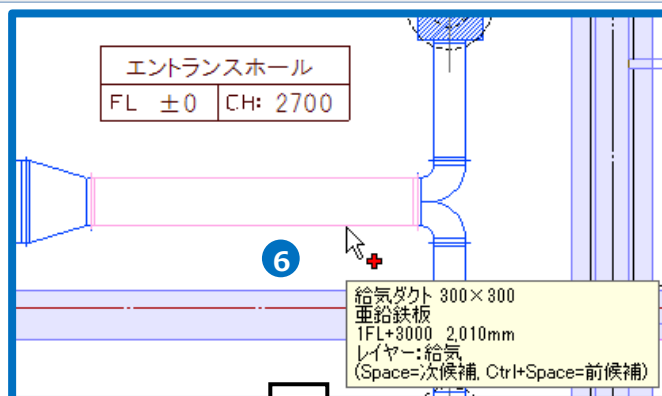 エントランスホール
FL ±0 CH: 2700
6
給気ダクト 300×300
亜鉛鉄板
1FL+3000 2,010mm
レイヤー:給気
(Space=次候補, Ctrl+Space=前候補)